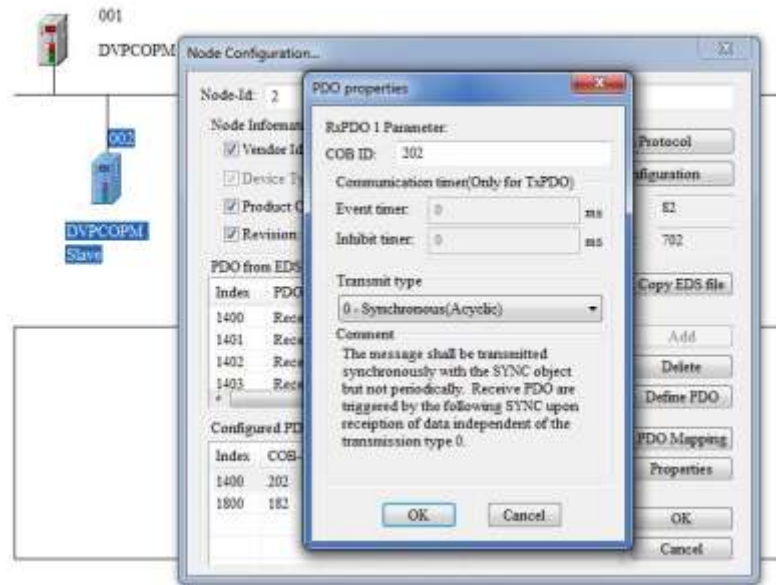 001
DVPCOPM
002
DVPCOPM
Slave
Node Configuration...
Node-Id: 2
Node Informat
Vendor Id
Device Ty
Product C
Revision:
PDO from EDS
Index PDO
1400 Rece
1401 Rece
1402 Rece
1403 Rece
Configured PD
Index COB-
1400 202
1800 182
PDO properties
RxPDO 1 Parameter:
COB ID: 202
Communication timer(Only for TxPDO)
Event timer: 0 ms
Inhibit timer: 0 ms
Transmit type
0 - Synchronous(Acyclic)
Comment
The message shall be transmitted
synchronously with the SYNC object
but not periodically. Receive PDO are
triggered by the following SYNC upon
receiption of data independent of the
transmission type 0.
OK Cancel
Protocol
figuration
82
702
Copy EDS file
Add
Delete
Define PDO
PDO Mapping
Properties
OK
Cancel